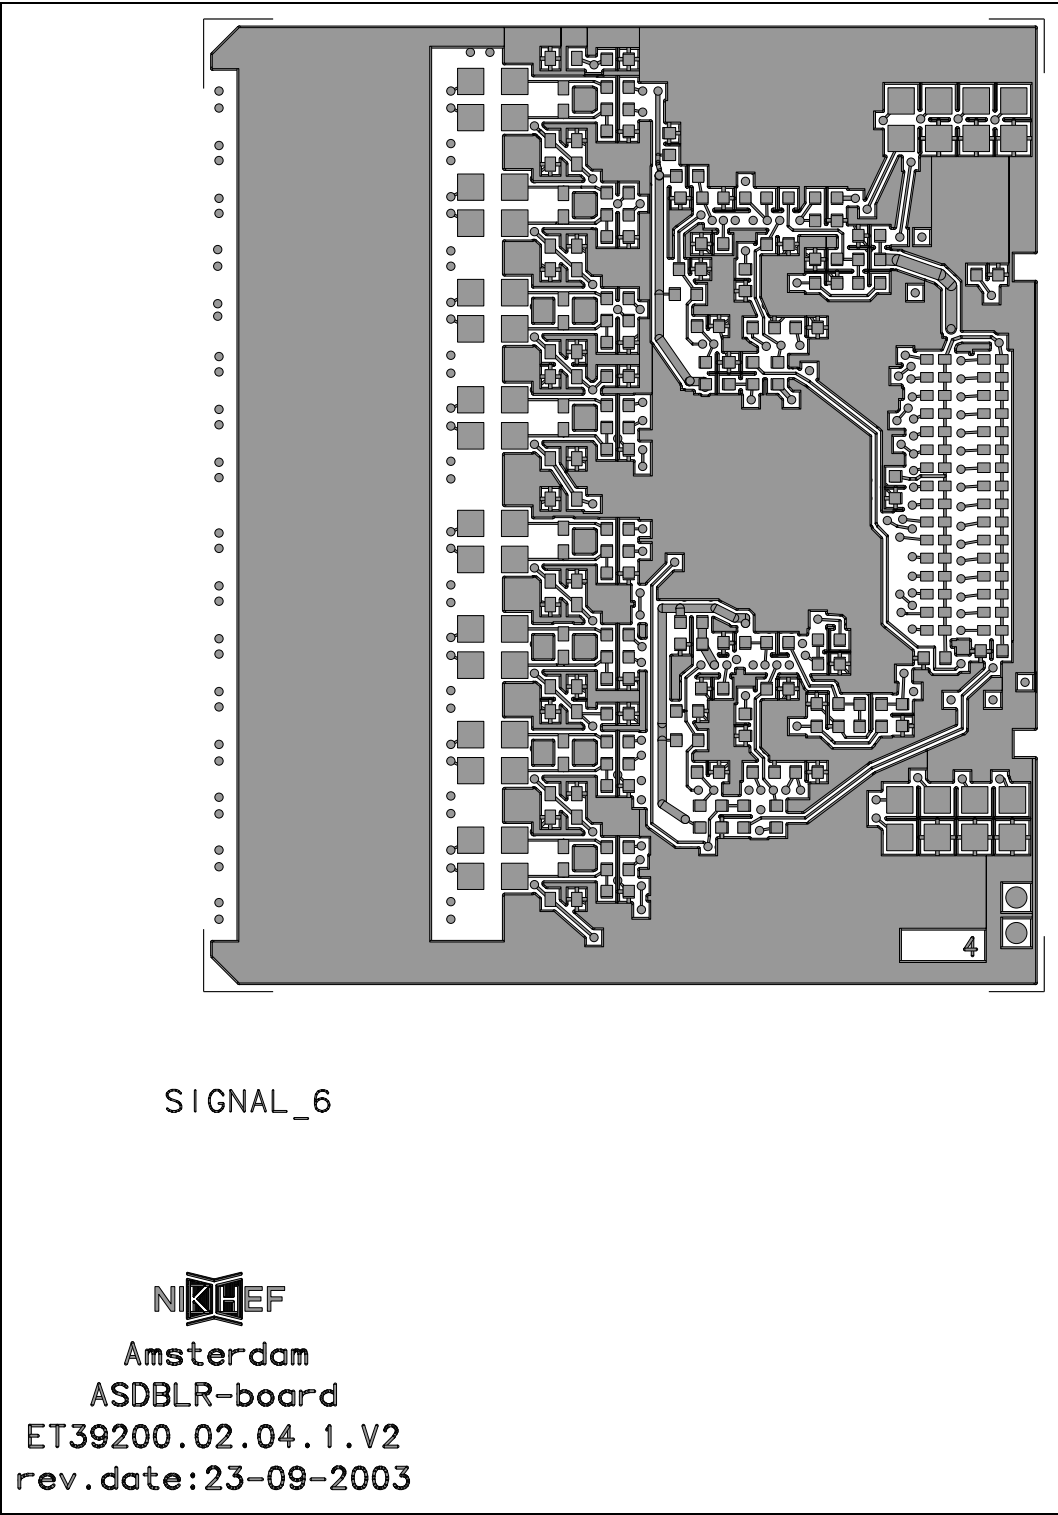 4
SIGNAL_6
NIKHEF
Amsterdam
ASDBLR-board
ET39200.02.04.1.V2
rev.date:23-09-2003